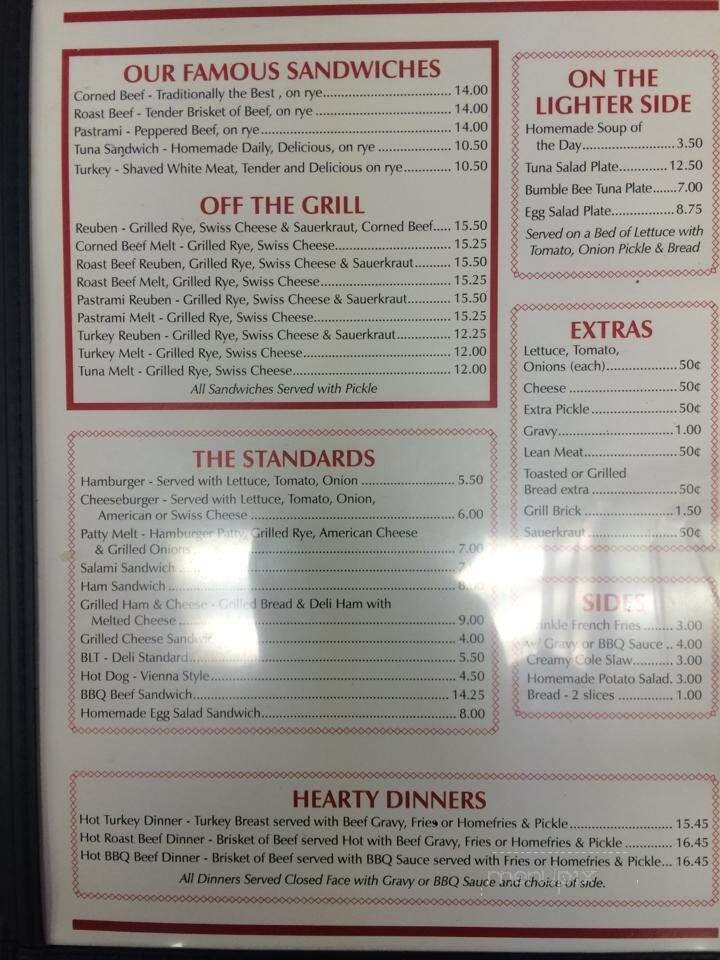 OUR FAMOUS SANDWICHES
Corned Beef - Traditionally the Best , on rye..................................... 14.00
Roast Beef - Tender Brisket of Beef, on rye ..................................... 14.00
Pastrami - Peppered Beef, on rye..................................... 14.00
Tuna Sandwich - Homemade Daily, Delicious, on rye ..................... 10.50
Turkey - Shaved White Meat, Tender and Delicious on rye............... 10.50
OFF THE GRILL
Reuben - Grilled Rye, Swiss Cheese & Sauerkraut, Corned Beef..... 15.50
Corned Beef Melt - Grilled Rye, Swiss Cheese............................. 15.25
Roast Beef Reuben, Grilled Rye, Swiss Cheese & Sauerkraut.......... 15.50
Roast Beef Melt, Grilled Rye, Swiss Cheese................................ 15.25
Pastrami Reuben - Grilled Rye, Swiss Cheese & Sauerkraut............ 15.50
Pastrami Melt - Grilled Rye, Swiss Cheese.................................. 15.25
Turkey Reuben - Grilled Rye, Swiss Cheese & Sauerkraut.............. 12.25
Turkey Melt - Grilled Rye, Swiss Cheese..................................... 12.00
Tuna Melt - Grilled Rye, Swiss Cheese........................................ 12.00
All Sandwiches Served with Pickle
THE STANDARDS
Hamburger - Served with Lettuce, Tomato, Onion ........................ 5.50
Cheeseburger - Served with Lettuce, Tomato, Onion,
American or Swiss Cheese ..................................................... 6.00
Patty Melt - Hamburger Patty, Grilled Rye, American Cheese
& Grilled Onions ................................................... 7.00
Salami Sandwich
Ham Sandwich ..................................... 8.00
Grilled Ham & Cheese - Grilled Bread & Deli Ham with
Melted Cheese ..................................................... 9.00
Grilled Cheese Sandwich ..................................... 4.00
BLT - Deli Standard..................................................... 5.50
Hot Dog - Vienna Style..................................................... 4.50
BBQ Beef Sandwich..................................................... 14.25
Homemade Egg Salad Sandwich............................................. 8.00
ON THE
LIGHTER SIDE
Homemade Soup of
the Day.......................... 3.50
Tuna Salad Plate............. 12.50
Bumble Bee Tuna Plate...... 7.00
Egg Salad Plate................. 8.75
Served on a Bed of Lettuce with
Tomato, Onion Pickle & Bread
EXTRAS
Lettuce, Tomato,
Onions (each)................... 50¢
Cheese .............................. 50¢
Extra Pickle ....................... 50¢
Gravy................................ 1.00
Lean Meat......................... 50¢
Toasted or Grilled
Bread extra ....................... 50¢
Grill Brick ......................... 1.50
Sauerkraut......................... 50¢
SIDES
Crinkle French Fries ........ 3.00
w/ Gravy or BBQ Sauce .. 4.00
Creamy Cole Slaw........... 3.00
Homemade Potato Salad. 3.00
Bread - 2 slices ............... 1.00
HEARTY DINNERS
Hot Turkey Dinner - Turkey Breast served with Beef Gravy, Fries or Homefries & Pickle........................ 15.45
Hot Roast Beef Dinner - Brisket of Beef served Hot with Beef Gravy, Fries or Homefries & Pickle ............ 16.45
Hot BBQ Beef Dinner - Brisket of Beef served with BBQ Sauce served with Fries or Homefries & Pickle... 16.45
All Dinners Served Closed Face with Gravy or BBQ Sauce and choice of side.
menupix